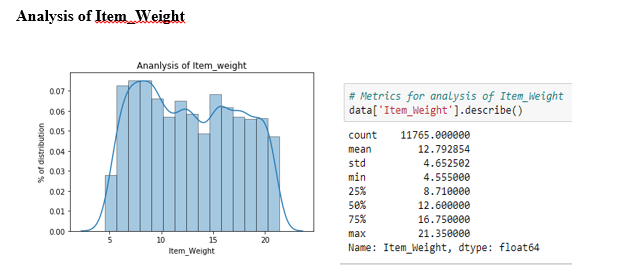 Analysis of Item_Weight
Ananlysis of Item_weight
% of distribution
0.07
0.06
0.05
0.04
0.03
0.02
0.01
0.00
5 10 15 20
Item_Weight
# Metrics for analysis of Item_Weight
data['Item_Weight'].describe()
count 11765.000000
mean 12.792854
std 4.652502
min 4.555000
25% 8.710000
50% 12.600000
75% 16.750000
max 21.350000
Name: Item_Weight, dtype: float64